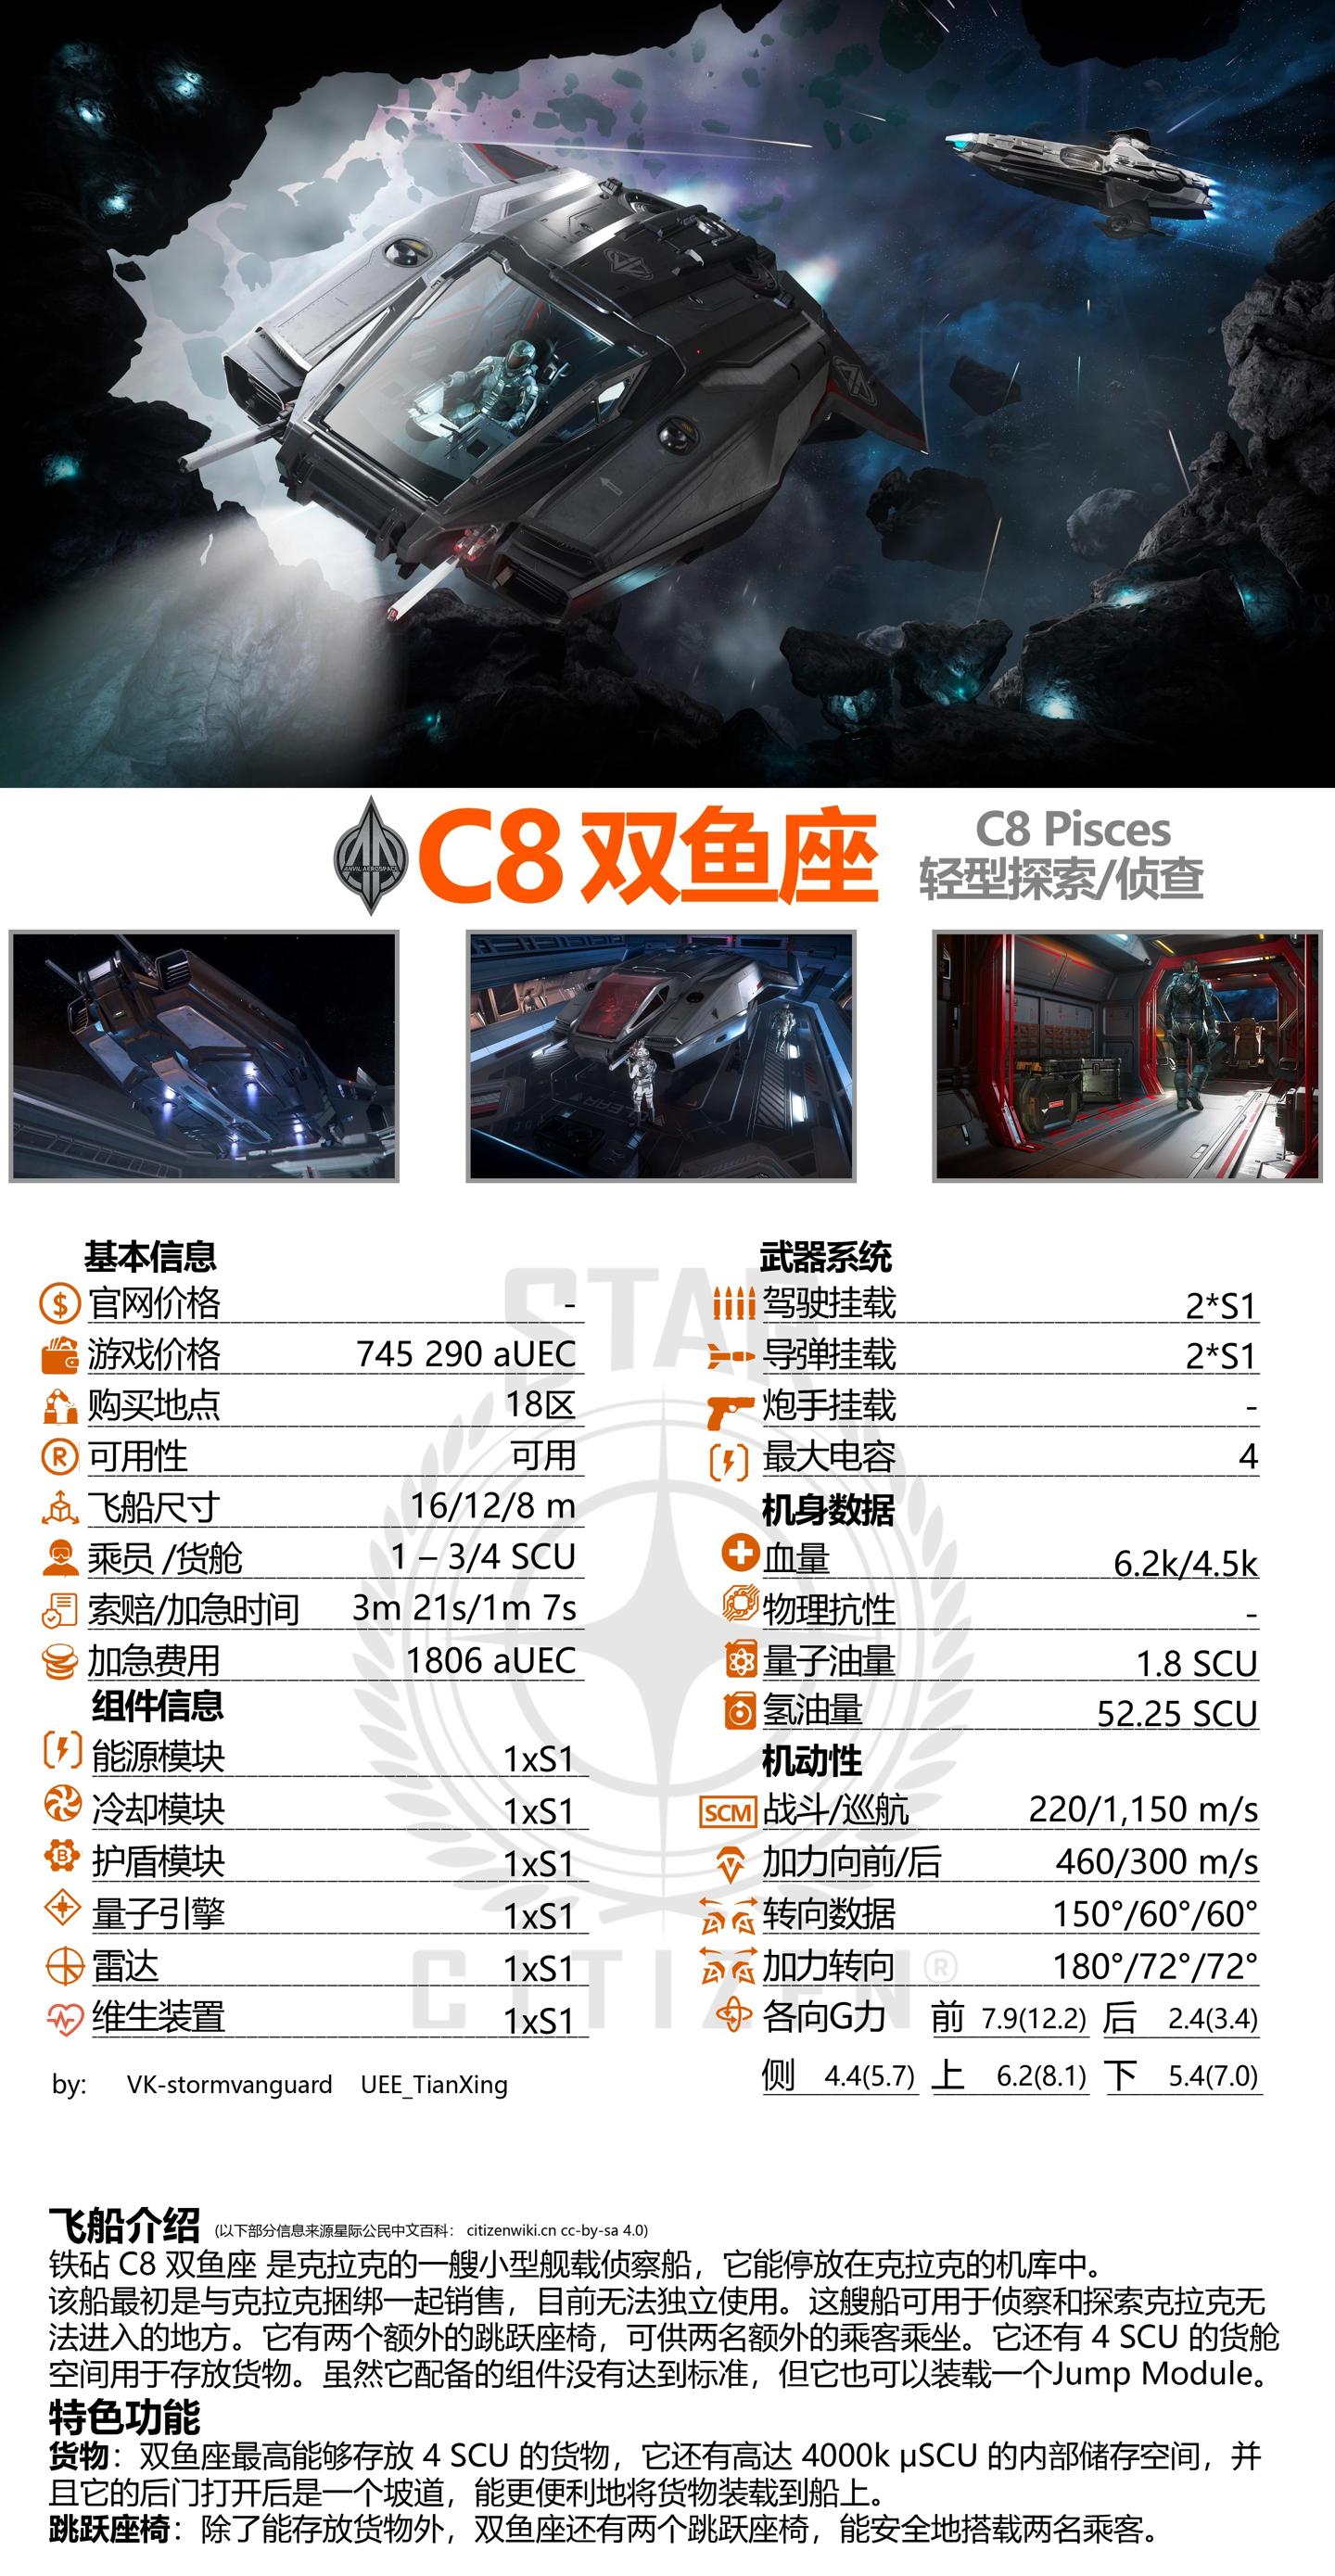 C8 双鱼座
C8 Pisces
轻型探索/侦查
ANVIL AEROSPACE
STAR
CITIZEN®
基本信息
官网价格 -
游戏价格 745 290 aUEC
购买地点 18区
可用性 可用
飞船尺寸 16/12/8 m
乘员 /货舱 1 – 3/4 SCU
索赔/加急时间 3m 21s/1m 7s
加急费用 1806 aUEC
组件信息
能源模块 1xS1
冷却模块 1xS1
护盾模块 1xS1
量子引擎 1xS1
雷达 1xS1
维生装置 1xS1
by: VK-stormvanguard UEE_TianXing
武器系统
驾驶挂载 2*S1
导弹挂载 2*S1
炮手挂载 -
最大电容 4
机身数据
血量 6.2k/4.5k
物理抗性 -
量子油量 1.8 SCU
氢油量 52.25 SCU
机动性
SCM 战斗/巡航 220/1,150 m/s
加力向前/后 460/300 m/s
转向数据 150°/60°/60°
加力转向 180°/72°/72°
各向G力 前 7.9(12.2) 后 2.4(3.4)
侧 4.4(5.7) 上 6.2(8.1) 下 5.4(7.0)
飞船介绍 (以下部分信息来源星际公民中文百科： citizenwiki.cn cc-by-sa 4.0)
铁砧 C8 双鱼座 是克拉克的一艘小型舰载侦察船，它能停放在克拉克的机库中。
该船最初是与克拉克捆绑一起销售，目前无法独立使用。这艘船可用于侦察和探索克拉克无
法进入的地方。它有两个额外的跳跃座椅，可供两名额外的乘客乘坐。它还有 4 SCU 的货舱
空间用于存放货物。虽然它配备的组件没有达到标准，但它也可以装载一个Jump Module。
特色功能
货物：双鱼座最高能够存放 4 SCU 的货物，它还有高达 4000k μSCU 的内部储存空间，并
且它的后门打开后是一个坡道，能更便利地将货物装载到船上。
跳跃座椅：除了能存放货物外，双鱼座还有两个跳跃座椅，能安全地搭载两名乘客。